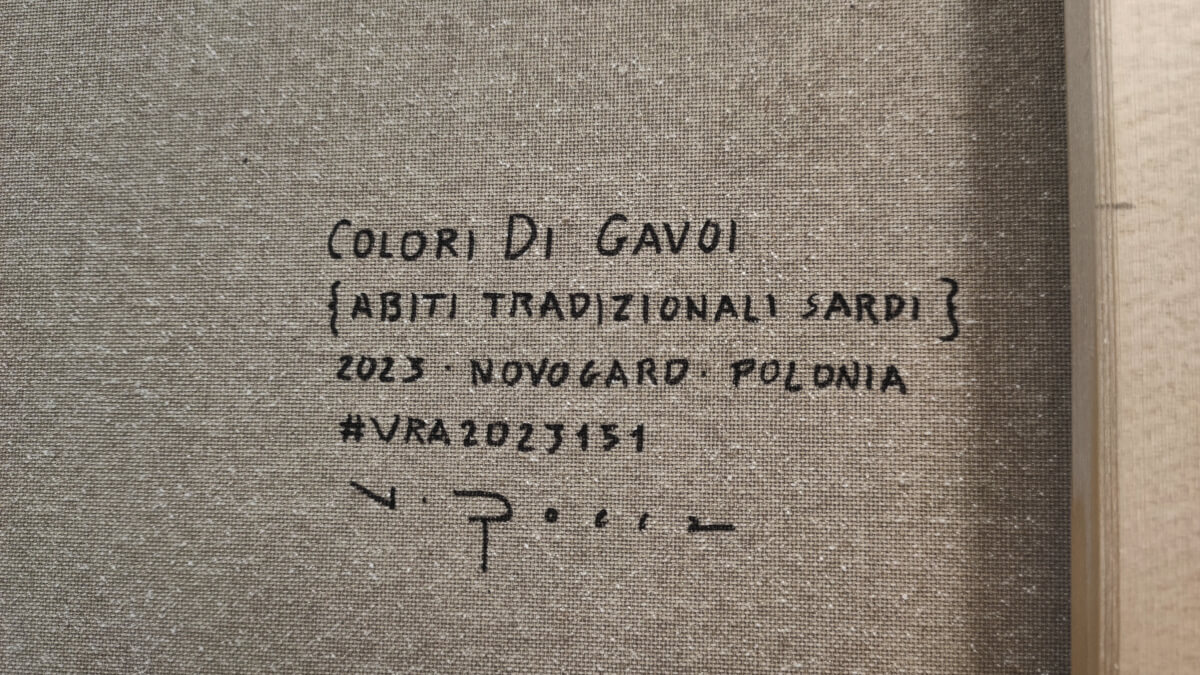 COLORI DI GAVOI
{ABITI TRADIZIONALI SARDI}
2023 · NOVOGARD · POLONIA
#VRA2023151